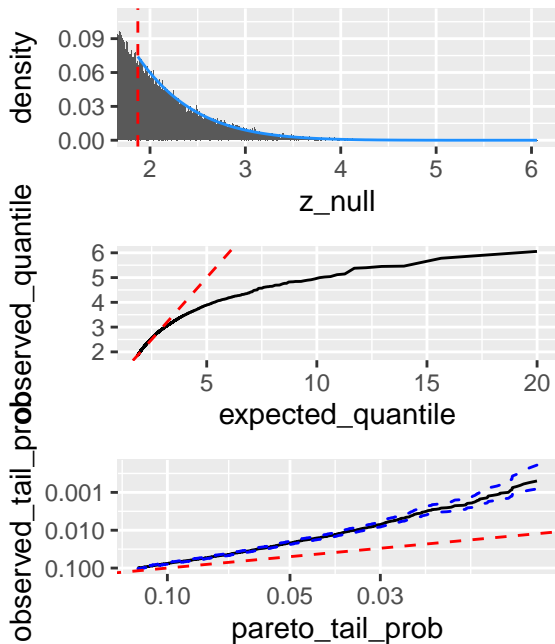 density
0.09
0.06
0.03
0.00
2 3 4 5 6
z_null
observed_quantile
6
5
4
3
2
5 10 15 20
expected_quantile
observed_tail_prob
0.001
0.010
0.100
0.10 0.05 0.03
pareto_tail_prob